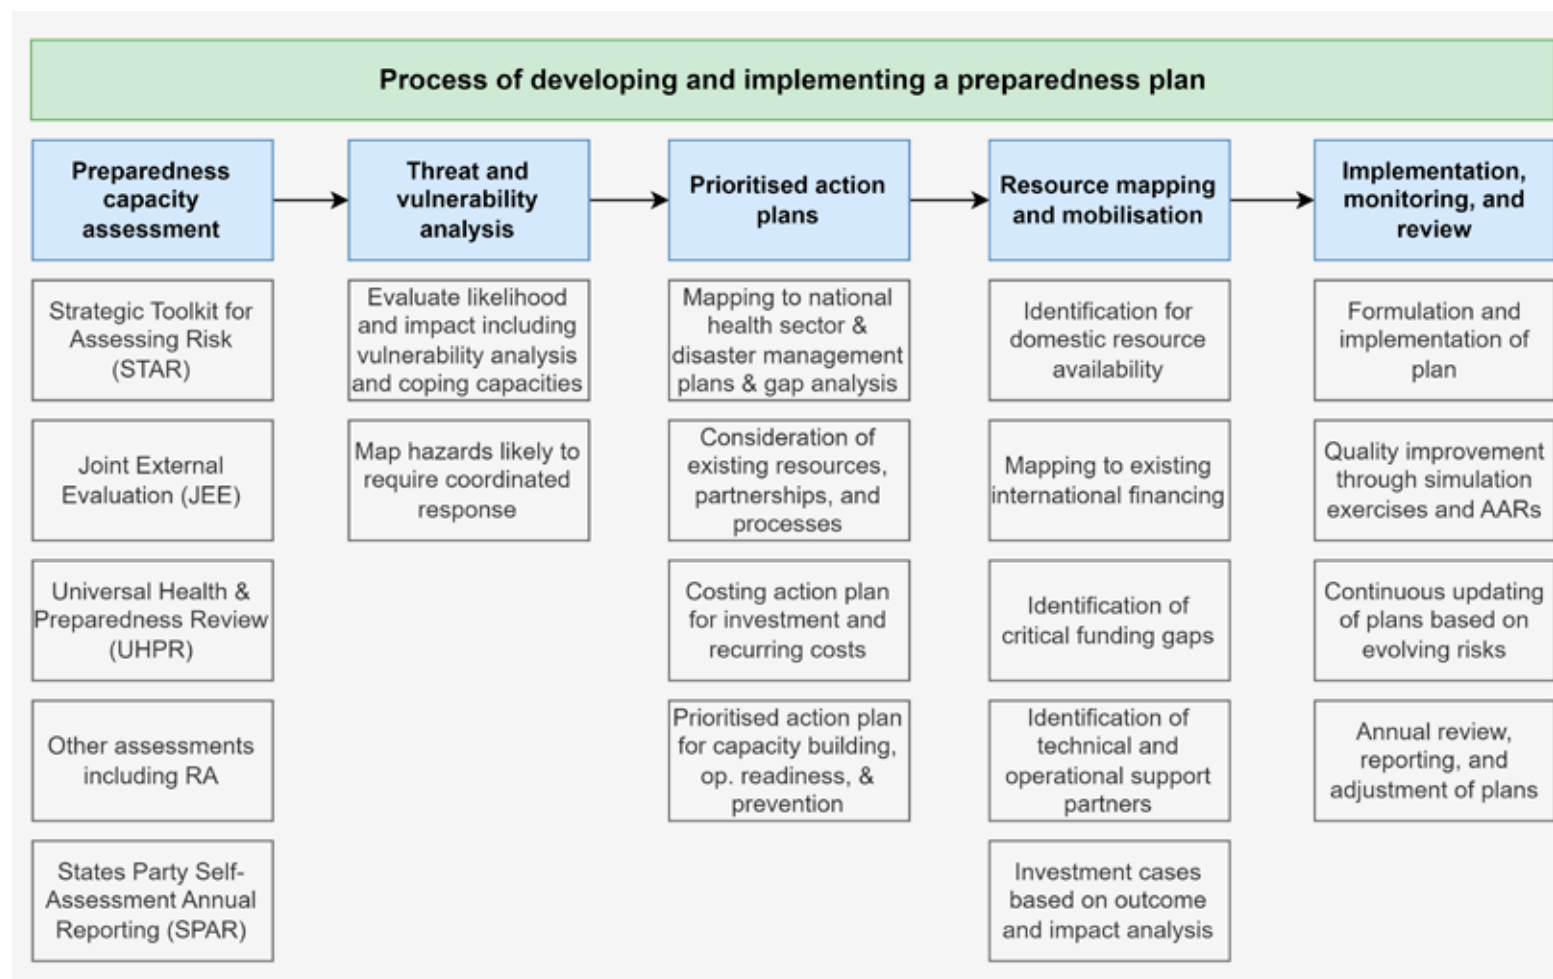 Process of developing and implementing a preparedness plan
Preparedness
capacity
assessment
Threat and
vulnerability
analysis
Prioritised action
plans
Resource mapping
and mobilisation
Implementation,
monitoring, and
review
Strategic Toolkit for
Assessing Risk
(STAR)
Evaluate likelihood
and impact including
vulnerability analysis
and coping capacities
Mapping to national
health sector &
disaster management
plans & gap analysis
Identification for
domestic resource
availability
Formulation and
implementation of
plan
Joint External
Evaluation (JEE)
Map hazards likely to
require coordinated
response
Consideration of
existing resources,
partnerships, and
processes
Mapping to existing
international financing
Quality improvement
through simulation
exercises and AARs
Universal Health &
Preparedness Review
(UHPR)
Costing action plan
for investment and
recurring costs
Identification of
critical funding gaps
Continuous updating
of plans based on
evolving risks
Other assessments
including RA
Prioritised action plan
for capacity building,
op. readiness, &
prevention
Identification of
technical and
operational support
partners
Annual review,
reporting, and
adjustment of plans
States Party Self-
Assessment Annual
Reporting (SPAR)
Investment cases
based on outcome
and impact analysis